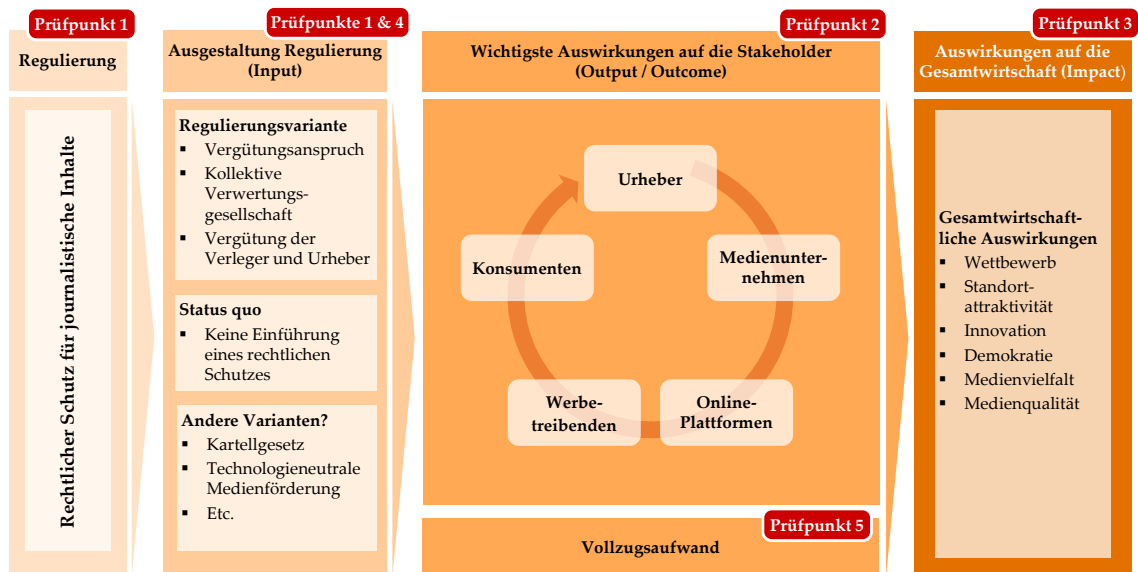 Prüfpunkt 1
Regulierung
Rechtlicher Schutz für journalistische Inhalte
Prüfpunkte 1 & 4
Ausgestaltung Regulierung
(Input)
Regulierungsvariante
▪ Vergütungsanspruch
▪ Kollektive
Verwertungs-
gesellschaft
▪ Vergütung der
Verleger und Urheber
Status quo
▪ Keine Einführung
eines rechtlichen
Schutzes
Andere Varianten?
▪ Kartellgesetz
▪ Technologieneutrale
Medienförderung
▪ Etc.
Prüfpunkt 2
Wichtigste Auswirkungen auf die Stakeholder
(Output / Outcome)
Urheber
Medienunter-
nehmen
Online-
Plattformen
Werbe-
treibenden
Konsumenten
Prüfpunkt 5
Vollzugsaufwand
Prüfpunkt 3
Auswirkungen auf die
Gesamtwirtschaft (Impact)
Gesamtwirtschaft-
liche Auswirkungen
▪ Wettbewerb
▪ Standort-
attraktivität
▪ Innovation
▪ Demokratie
▪ Medienvielfalt
▪ Medienqualität